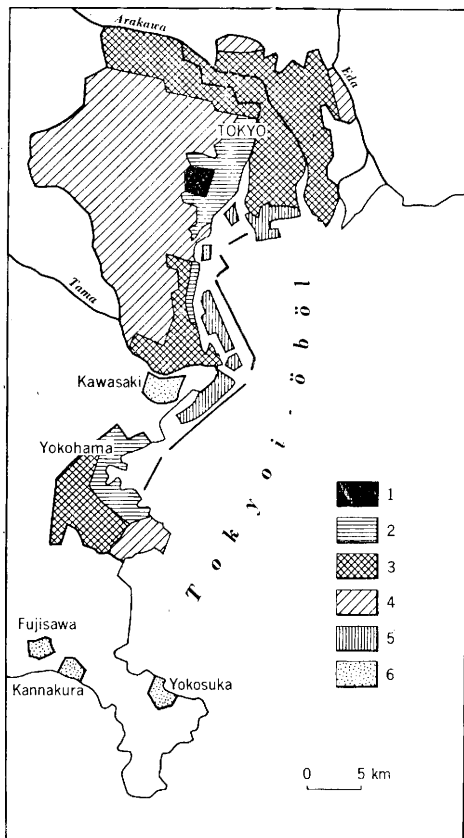 Arakawa
Eda
TOKYO
Tama
Kawasaki
Yokohama
Tokyoi-öböl
1
2
3
4
5
6
Fujisawa
Kannakura
Yokosuka
0 5 km